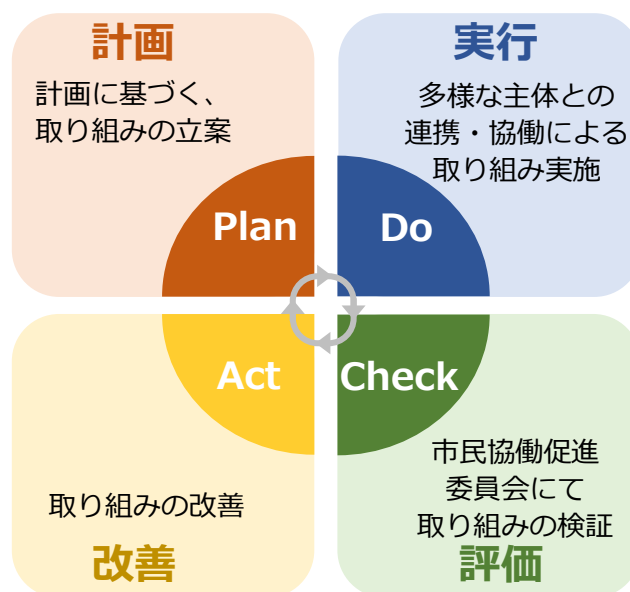 計画
計画に基づく、
取り組みの立案
Plan
実行
多様な主体との
連携・協働による
取り組み実施
Do
Check
市民協働促進
委員会にて
取り組みの検証
評価
Act
取り組みの改善
改善